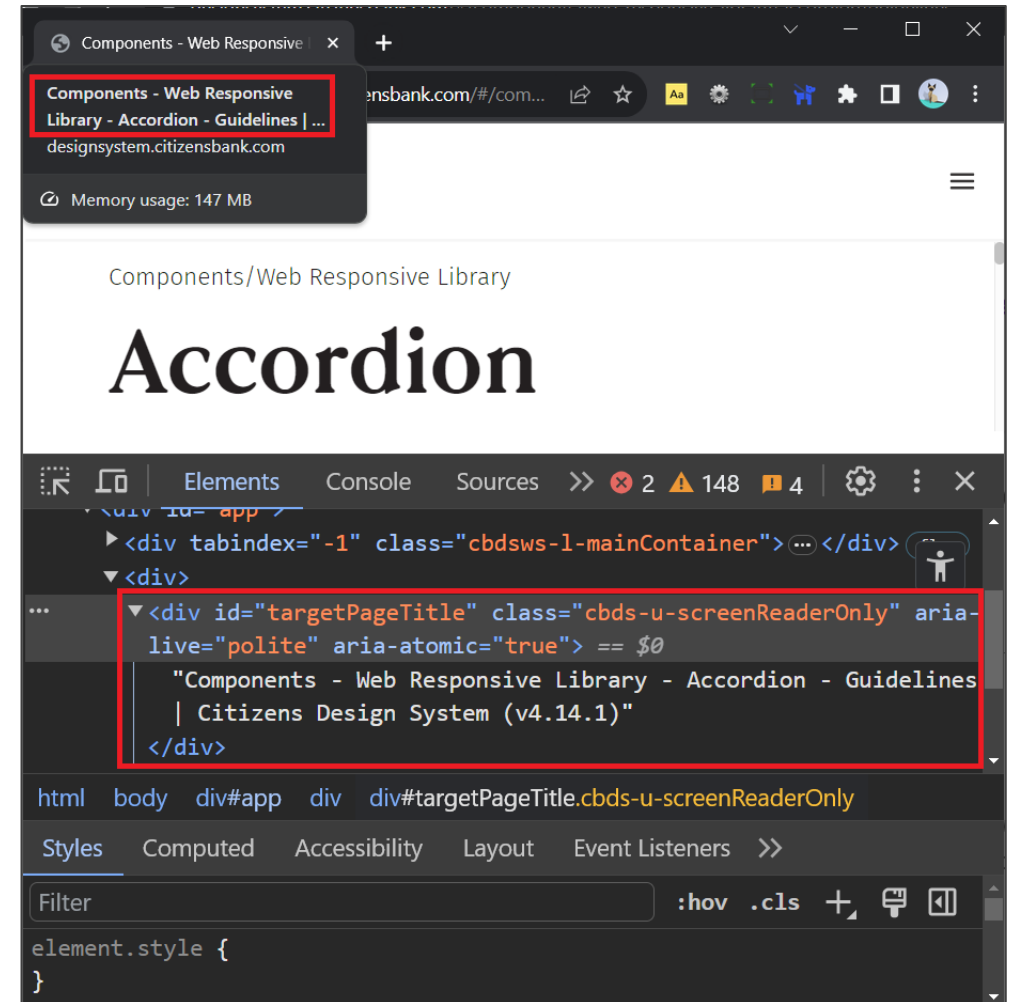 Components - Web Responsive
Components - Web Responsive
Library - Accordion - Guidelines | ...
designsystem.citizensbank.com
Memory usage: 147 MB
ensbank.com/#/com...
Aa
Components/Web Responsive Library
Accordion
Elements Console Sources 2 148 4
<div id="app">
<div tabindex="-1" class="cbdsws-l-mainContainer">…</div>
<div>
<div id="targetPageTitle" class="cbds-u-screenReaderOnly" aria-
live="polite" aria-atomic="true"> == $0
"Components - Web Responsive Library - Accordion - Guidelines
| Citizens Design System (v4.14.1)"
</div>
html body div#app div div#targetPageTitle.cbds-u-screenReaderOnly
Styles Computed Accessibility Layout Event Listeners
Filter :hov .cls
element.style {
}